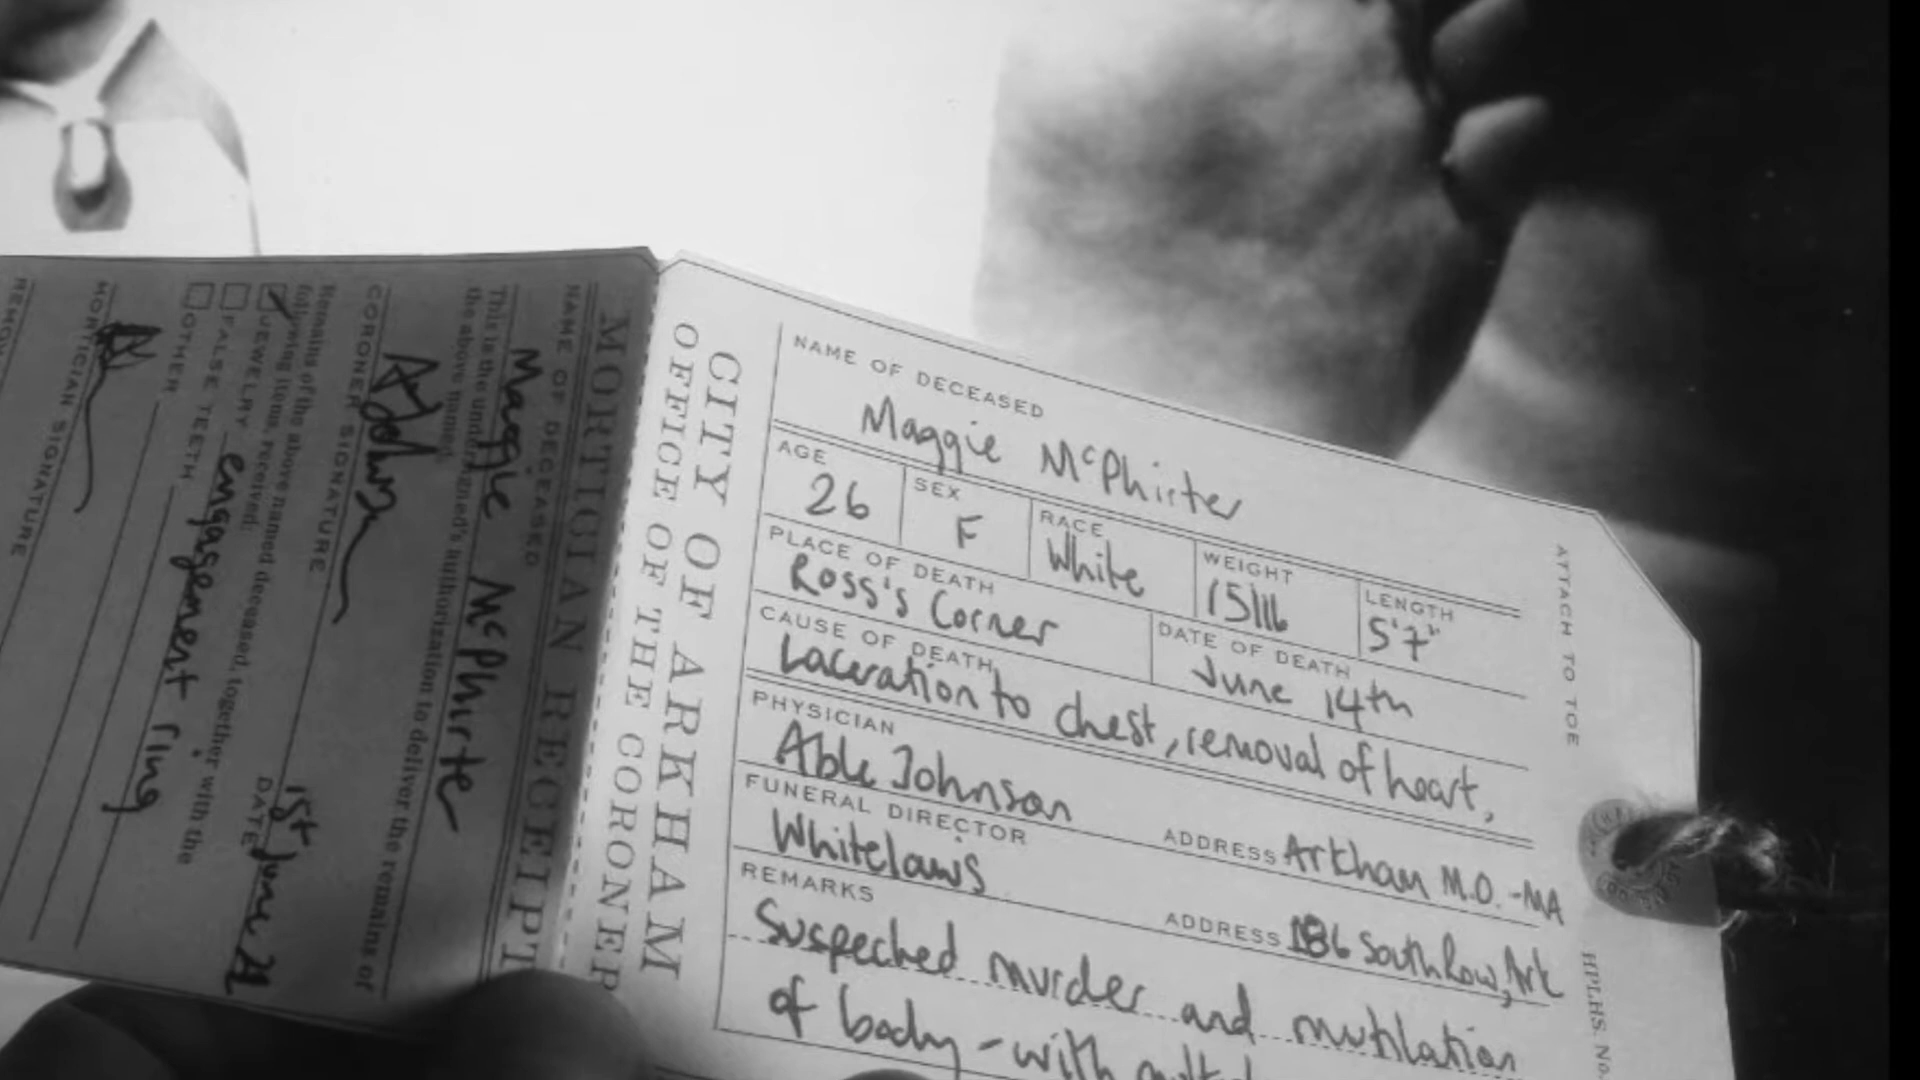 MORTICIAN RECEIPT
NAME OF DECEASED
Maggie McPhirte
This is the undersigned's authorization to deliver the remains of
the above named.
CORONER SIGNATURE
DATE
Remains of the above named deceased, together with the
following items, received:
JEWELRY engagement ring
FALSE TEETH
OTHER
MORTICIAN SIGNATURE
SIGNATURE
CITY OF ARKHAM
OFFICE OF THE CORONER
NAME OF DECEASED
Maggie McPhirter
AGE SEX RACE WEIGHT LENGTH
26 F White 151lb 5'7"
PLACE OF DEATH DATE OF DEATH
Ross's Corner June 14th
CAUSE OF DEATH
Laceration to chest, removal of heart,
PHYSICIAN
Able Johnson ADDRESS Arkham M.O. - MA
FUNERAL DIRECTOR
Whitelaws ADDRESS 186 South Row, Ark
REMARKS
Suspected murder and mutilation
of body - with
ATTACH TO TOE
HPLHS No.